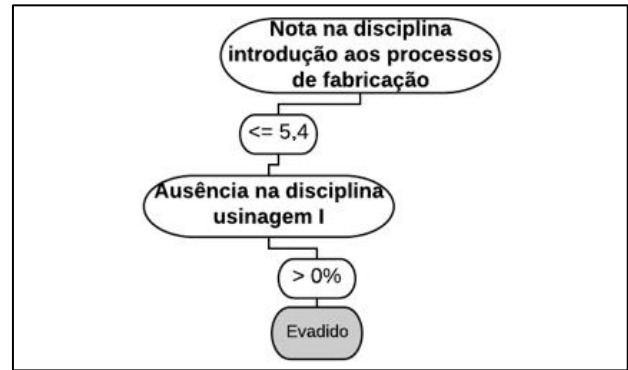 Nota na disciplina
introdução aos processos
de fabricação
<= 5,4
Ausência na disciplina
usinagem I
> 0%
Evadido